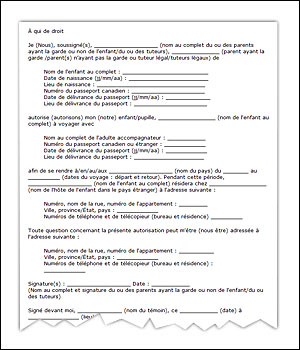 À qui de droit
Je (Nous), soussigné(s), _______________ (nom au complet du ou des parents
ayant la garde ou nom de l'enfant/du ou des tuteurs), _______________ (parent ayant la
garde /parent(s) n'ayant pas la garde ou tuteur légal/tuteurs légaux) de
Nom de l'enfant au complet : _______________
Date de naissance (jj/mm/aa) : _______________
Lieu de naissance : _______________
Numéro du passeport canadien : _______________
Date de délivrance du passeport (jj/mm/aa) : _______________
Lieu de délivrance du passeport : _______________
autorise (autorisons) mon (notre) enfant/pupille, _______________ (nom de l'enfant au
complet) à voyager avec
Nom au complet de l'adulte accompagnateur : _______________
Numéro du passeport canadien ou étranger : _______________
Date de délivrance du passeport (jj/mm/aa) : _______________
Lieu de délivrance du passeport : _______________
afin de se rendre à/en/au/aux _______________ (nom du pays) du _______ au
_______ (dates du voyage : départ et retour). Pendant cette période,
_______________ (nom de l'enfant au complet) résidera chez _______________
(nom de l'hôte de l'enfant dans le pays étranger) à l'adresse suivante :
Numéro, nom de la rue, numéro de l'appartement : _______________
Ville, province/État, pays : _______________
Numéros de téléphone et de télécopieur (bureau et résidence) : _______________
Toute question concernant la présente autorisation peut m'être (nous être) adressée à
l'adresse suivante :
Numéro, nom de la rue, numéro de l'appartement : _______________
Ville, province/État, pays : _______________
Numéros de téléphone et de télécopieur (bureau et résidence) :
_______________
Signature(s) : _______________ Date : _______________
(Nom au complet et signature du ou des parents ayant la garde ou nom de l'enfant/du
ou des tuteurs)
Signé devant moi, _______________ (nom du témoin), ce _______________ (date) à
_______________ (lieu)